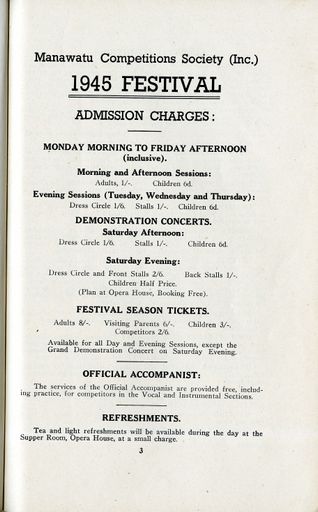 Manawatu Competitions Society (Inc.)
1945 FESTIVAL
ADMISSION CHARGES:
MONDAY MORNING TO FRIDAY AFTERNOON
(inclusive).
Morning and Afternoon Sessions:
Adults, 1/-. Children 6d.
Evening Sessions (Tuesday, Wednesday and Thursday):
Dress Circle 1/6. Stalls 1/-. Children 6d.
DEMONSTRATION CONCERTS.
Saturday Afternoon:
Dress Circle 1/6. Stalls 1/-. Children 6d.
Saturday Evening:
Dress Circle and Front Stalls 2/6. Back Stalls 1/-.
Children Half Price.
(Plan at Opera House, Booking Free).
FESTIVAL SEASON TICKETS.
Adults 8/-. Visiting Parents 6/-. Children 3/-.
Competitors 2/6.
Available for all Day and Evening Sessions, except the
Grand Demonstration Concert on Saturday Evening.
OFFICIAL ACCOMPANIST:
The services of the Official Accompanist are provided free, includ-
ing practice, for competitors in the Vocal and Instrumental Sections.
REFRESHMENTS.
Tea and light refreshments will be available during the day at the
Supper Room, Opera House, at a small charge.
3